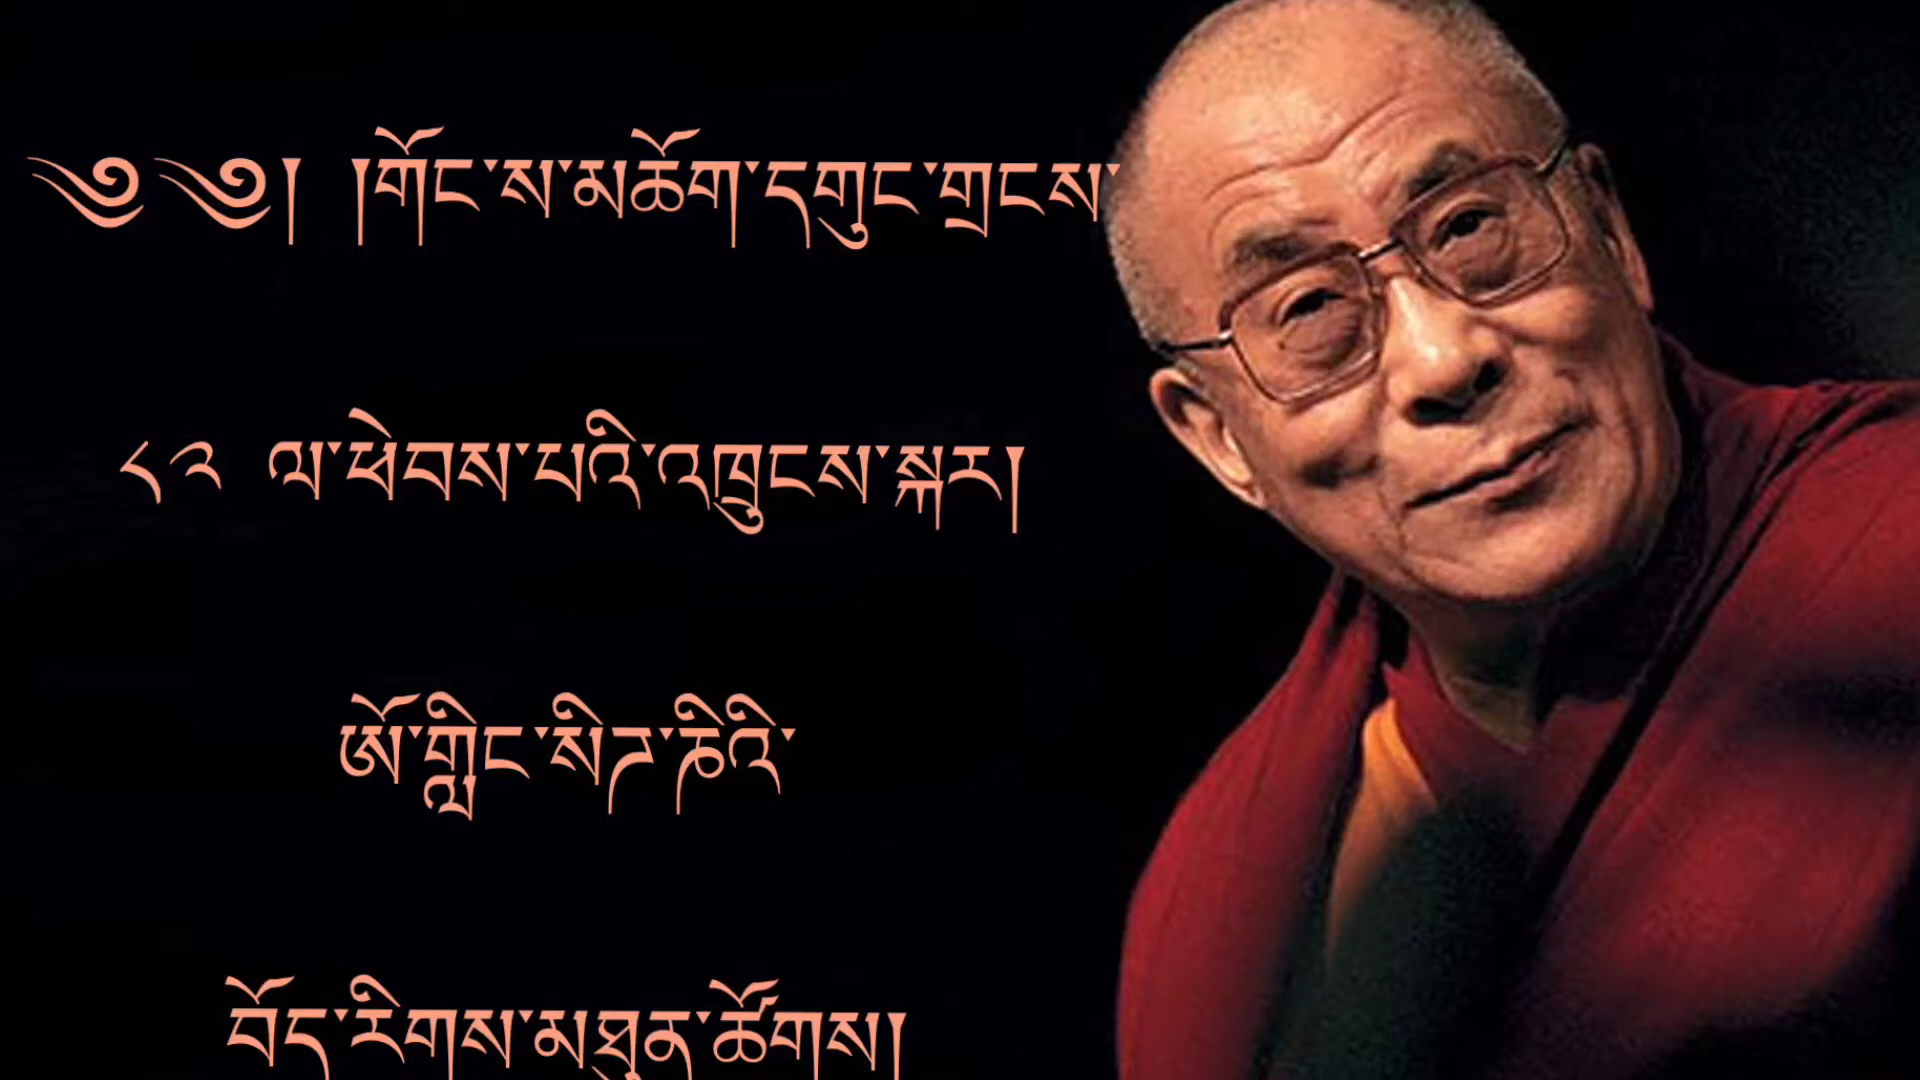 ༄༄། །གོང་ས་མཆོག་དགུང་གྲངས་
༨༢ ལ་ཕེབས་པའི་འཁྲུངས་སྐར།
ཨོ་གླིང་སིཊ་ཎིའི་
བོད་རིགས་མཐུན་ཚོགས།